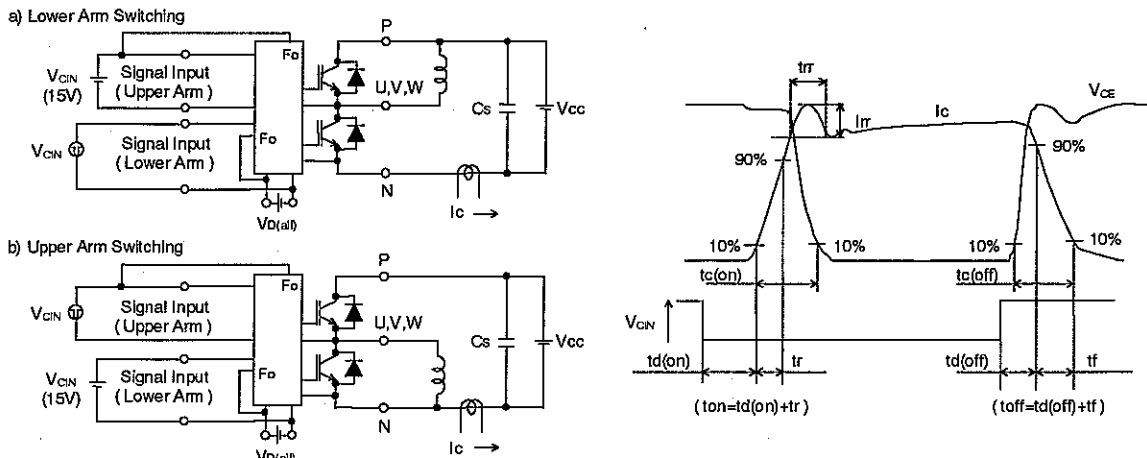 a) Lower Arm Switching
P
Fo
VCIN
(15V)
Signal Input
( Upper Arm )
U,V,W
Cs
Vcc
VCIN
Signal Input
( Lower Arm )
Fo
N
Ic
VD(all)
b) Upper Arm Switching
P
Fo
VCIN
Signal Input
( Upper Arm )
U,V,W
Cs
Vcc
VCIN
(15V)
Signal Input
( Lower Arm )
Fo
N
Ic
VD(all)
trr
Irr
Ic
VCE
90%
90%
10%
10%
10%
10%
tc(on)
tc(off)
VCIN
td(on)
tr
td(off)
tf
( ton=td(on)+tr )
( toff=td(off)+tf )